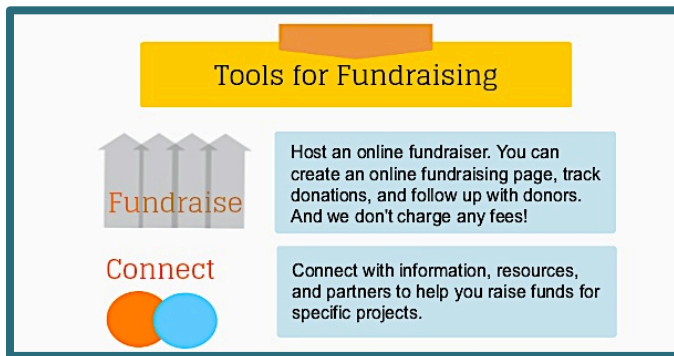 Tools for Fundraising
Fundraise
Host an online fundraiser. You can
create an online fundraising page, track
donations, and follow up with donors.
And we don't charge any fees!
Connect
Connect with information, resources,
and partners to help you raise funds for
specific projects.